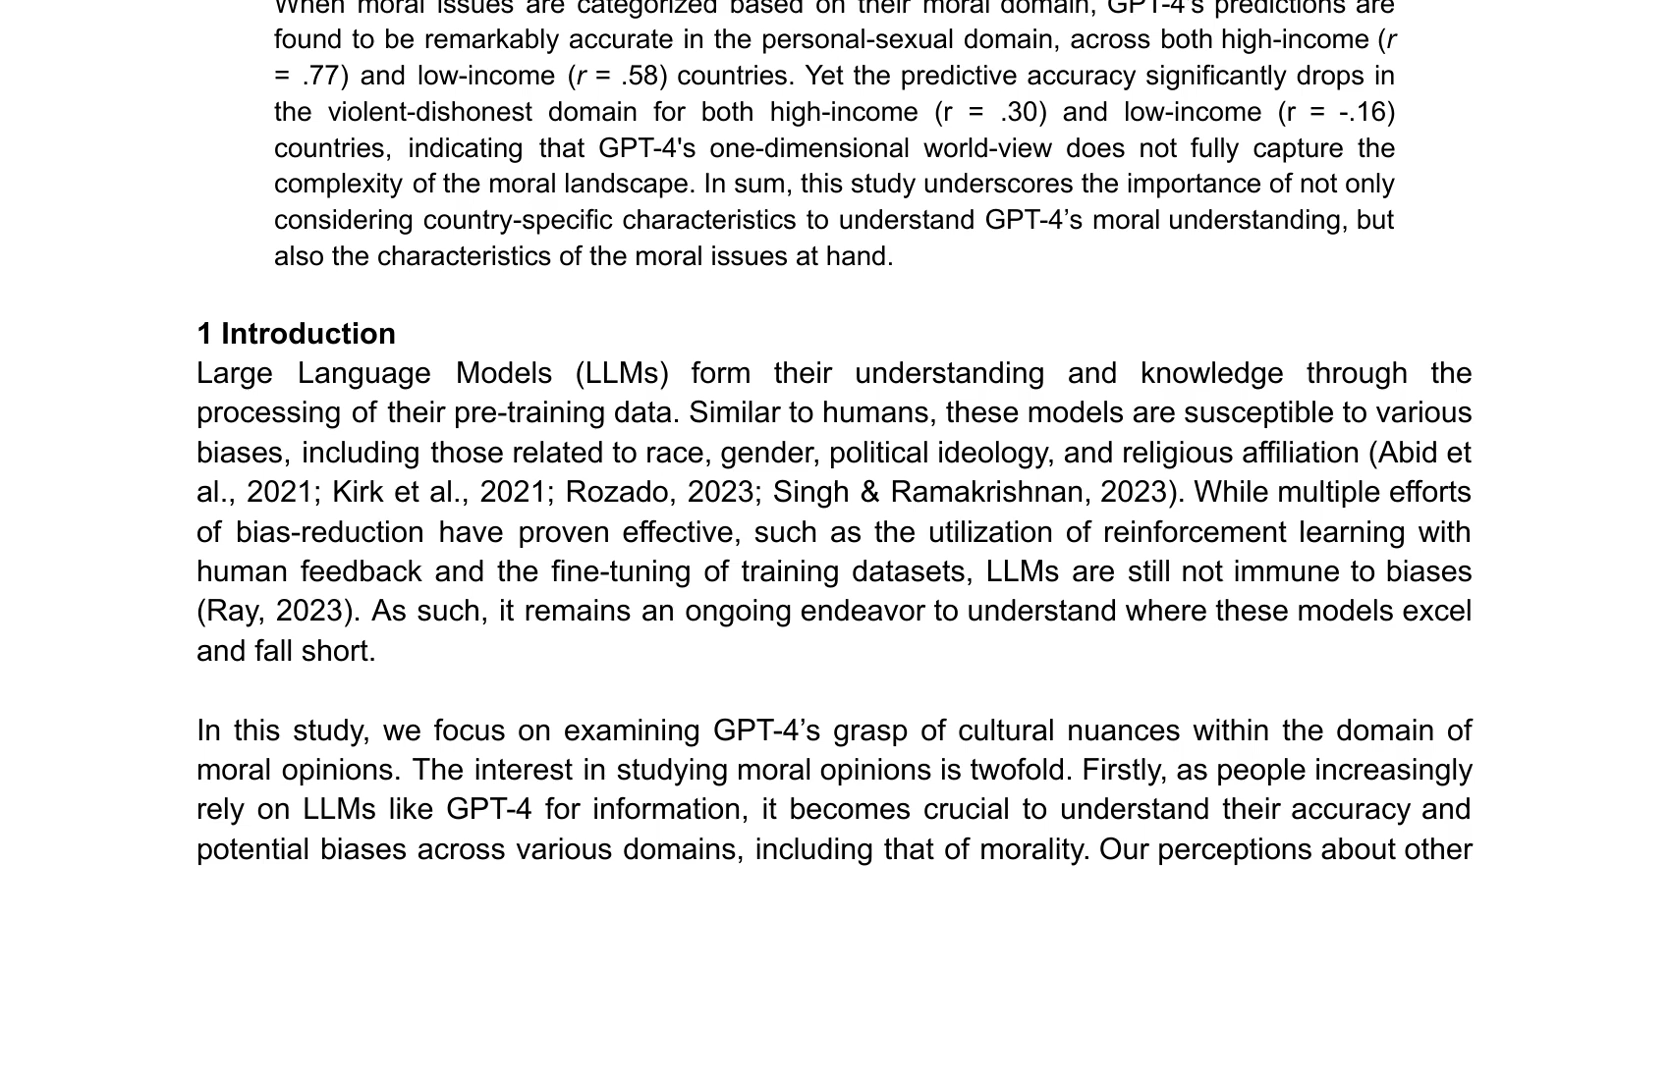 When moral issues are categorized based on their moral domain, GPT-4's predictions are
found to be remarkably accurate in the personal-sexual domain, across both high-income (r
= .77) and low-income (r = .58) countries. Yet the predictive accuracy significantly drops in
the violent-dishonest domain for both high-income (r = .30) and low-income (r = -.16)
countries, indicating that GPT-4's one-dimensional world-view does not fully capture the
complexity of the moral landscape. In sum, this study underscores the importance of not only
considering country-specific characteristics to understand GPT-4’s moral understanding, but
also the characteristics of the moral issues at hand.
1 Introduction
Large Language Models (LLMs) form their understanding and knowledge through the
processing of their pre-training data. Similar to humans, these models are susceptible to various
biases, including those related to race, gender, political ideology, and religious affiliation (Abid et
al., 2021; Kirk et al., 2021; Rozado, 2023; Singh & Ramakrishnan, 2023). While multiple efforts
of bias-reduction have proven effective, such as the utilization of reinforcement learning with
human feedback and the fine-tuning of training datasets, LLMs are still not immune to biases
(Ray, 2023). As such, it remains an ongoing endeavor to understand where these models excel
and fall short.
In this study, we focus on examining GPT-4’s grasp of cultural nuances within the domain of
moral opinions. The interest in studying moral opinions is twofold. Firstly, as people increasingly
rely on LLMs like GPT-4 for information, it becomes crucial to understand their accuracy and
potential biases across various domains, including that of morality. Our perceptions about other